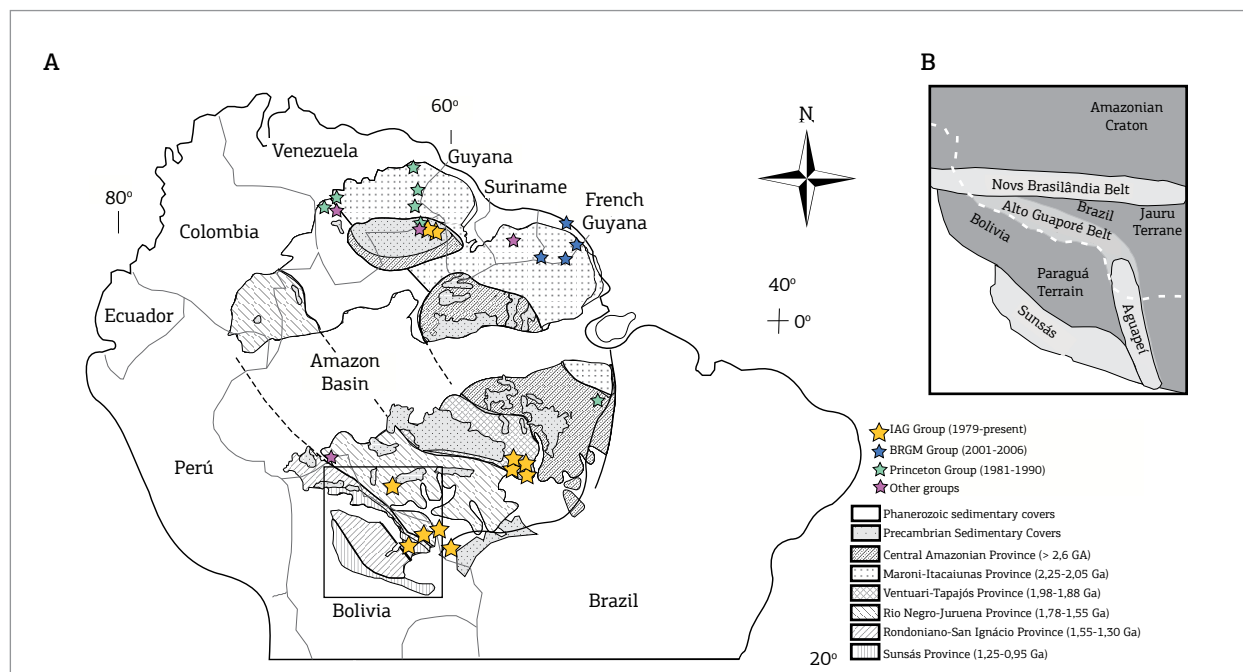 A
60º
N
Venezuela
Guyana
Suriname
French
Guyana
80º
Colombia
40º
0º
Ecuador
Amazon
Basin
Perú
Bolivia
Brazil
20º
B
Amazonian
Craton
Novs Brasilândia Belt
Brazil
Alto Guaporé Belt
Jauru
Terrane
Bolivia
Paraguá
Terrain
Sunsás
Aguapeí
IAG Group (1979-present)
BRGM Group (2001-2006)
Princeton Group (1981-1990)
Other groups
Phanerozoic sedimentary covers
Precambrian Sedimentary Covers
Central Amazonian Province (> 2,6 GA)
Maroni-Itacaiunas Province (2,25-2,05 Ga)
Ventuari-Tapajós Province (1,98-1,88 Ga)
Rio Negro-Juruena Province (1,78-1,55 Ga)
Rondoniano-San Ignácio Province (1,55-1,30 Ga)
Sunsás Province (1,25-0,95 Ga)